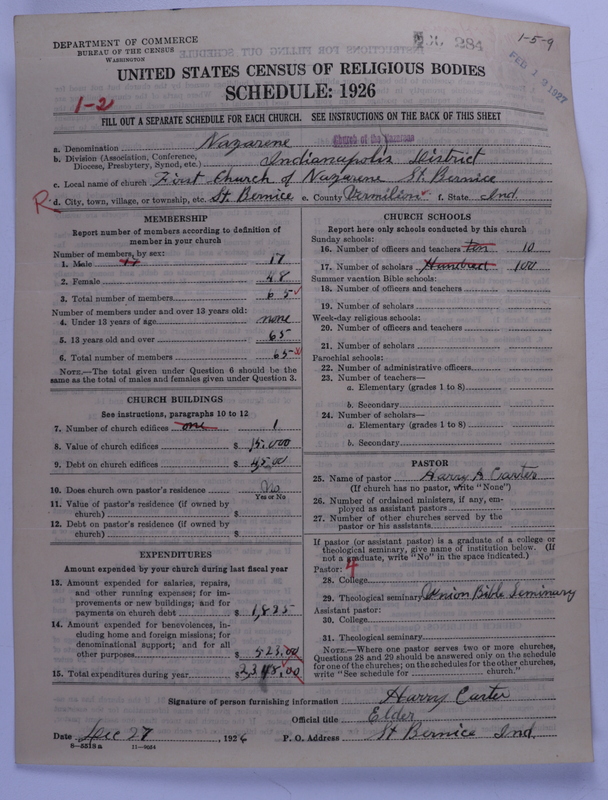 DEPARTMENT OF COMMERCE
BUREAU OF THE CENSUS
WASHINGTON
284
1-5-9
FEB 19 1927
UNITED STATES CENSUS OF RELIGIOUS BODIES
SCHEDULE: 1926
1-2
FILL OUT A SEPARATE SCHEDULE FOR EACH CHURCH. SEE INSTRUCTIONS ON THE BACK OF THIS SHEET
a. Denomination Nazarene Church of the Nazarene
b. Division (Association, Conference, Diocese, Presbytery, Synod, etc.) Indianapolis District
c. Local name of church First Church of Nazarene St. Bernice
R d. City, town, village, or township, etc. St. Bernice e. County Vermilion f. State Ind.
MEMBERSHIP
Report number of members according to definition of
member in your church
Number of members, by sex:
1. Male 17 17
2. Female 48
3. Total number of members 65
Number of members under and over 13 years old:
4. Under 13 years of age none
5. 13 years old and over 65
6. Total number of members 65
NOTE.—The total given under Question 6 should be the
same as the total of males and females given under Question 3.
CHURCH BUILDINGS
See instructions, paragraphs 10 to 12
7. Number of church edifices one 1
8. Value of church edifices $ 15,000
9. Debt on church edifices $ 4500
10. Does church own pastor's residence No
Yes or No
11. Value of pastor's residence (if owned by
church) $
12. Debt on pastor's residence (if owned by
church) $
EXPENDITURES
Amount expended by your church during last fiscal year
13. Amount expended for salaries, repairs,
and other running expenses; for im-
provements or new buildings; and for
payments on church debt $ 1,825
14. Amount expended for benevolences, in-
cluding home and foreign missions; for
denominational support; and for all
other purposes $ 523.00
15. Total expenditures during year $ 2,348.00
CHURCH SCHOOLS
Report here only schools conducted by this church
Sunday schools:
16. Number of officers and teachers ten 10
17. Number of scholars Hundred 100
Summer vacation Bible schools:
18. Number of officers and teachers
19. Number of scholars
Week-day religious schools:
20. Number of officers and teachers
21. Number of scholars
Parochial schools:
22. Number of administrative officers
23. Number of teachers—
a. Elementary (grades 1 to 8)
b. Secondary
24. Number of scholars—
a. Elementary (grades 1 to 8)
b. Secondary
PASTOR
25. Name of pastor Harry A Carter
(If church has no pastor, write "None")
26. Number of ordained ministers, if any, em-
ployed as assistant pastors
27. Number of other churches served by the
pastor or his assistants
If pastor (or assistant pastor) is a graduate of a college or
theological seminary, give name of institution below. (If
not a graduate, write "No" in the space indicated.)
Pastor: 4
28. College
29. Theological seminary Union Bible Seminary
Assistant pastor:
30. College
31. Theological seminary
NOTE.—Where one pastor serves two or more churches,
Questions 28 and 29 should be answered only on the schedule
for one of the churches; on the schedules for the other churches,
write "See schedule for church."
Signature of person furnishing information Harry Carter
Official title Elder
Date Dec 27, 1926 P. O. Address St Bernice Ind.
8-5518 a 11-9024